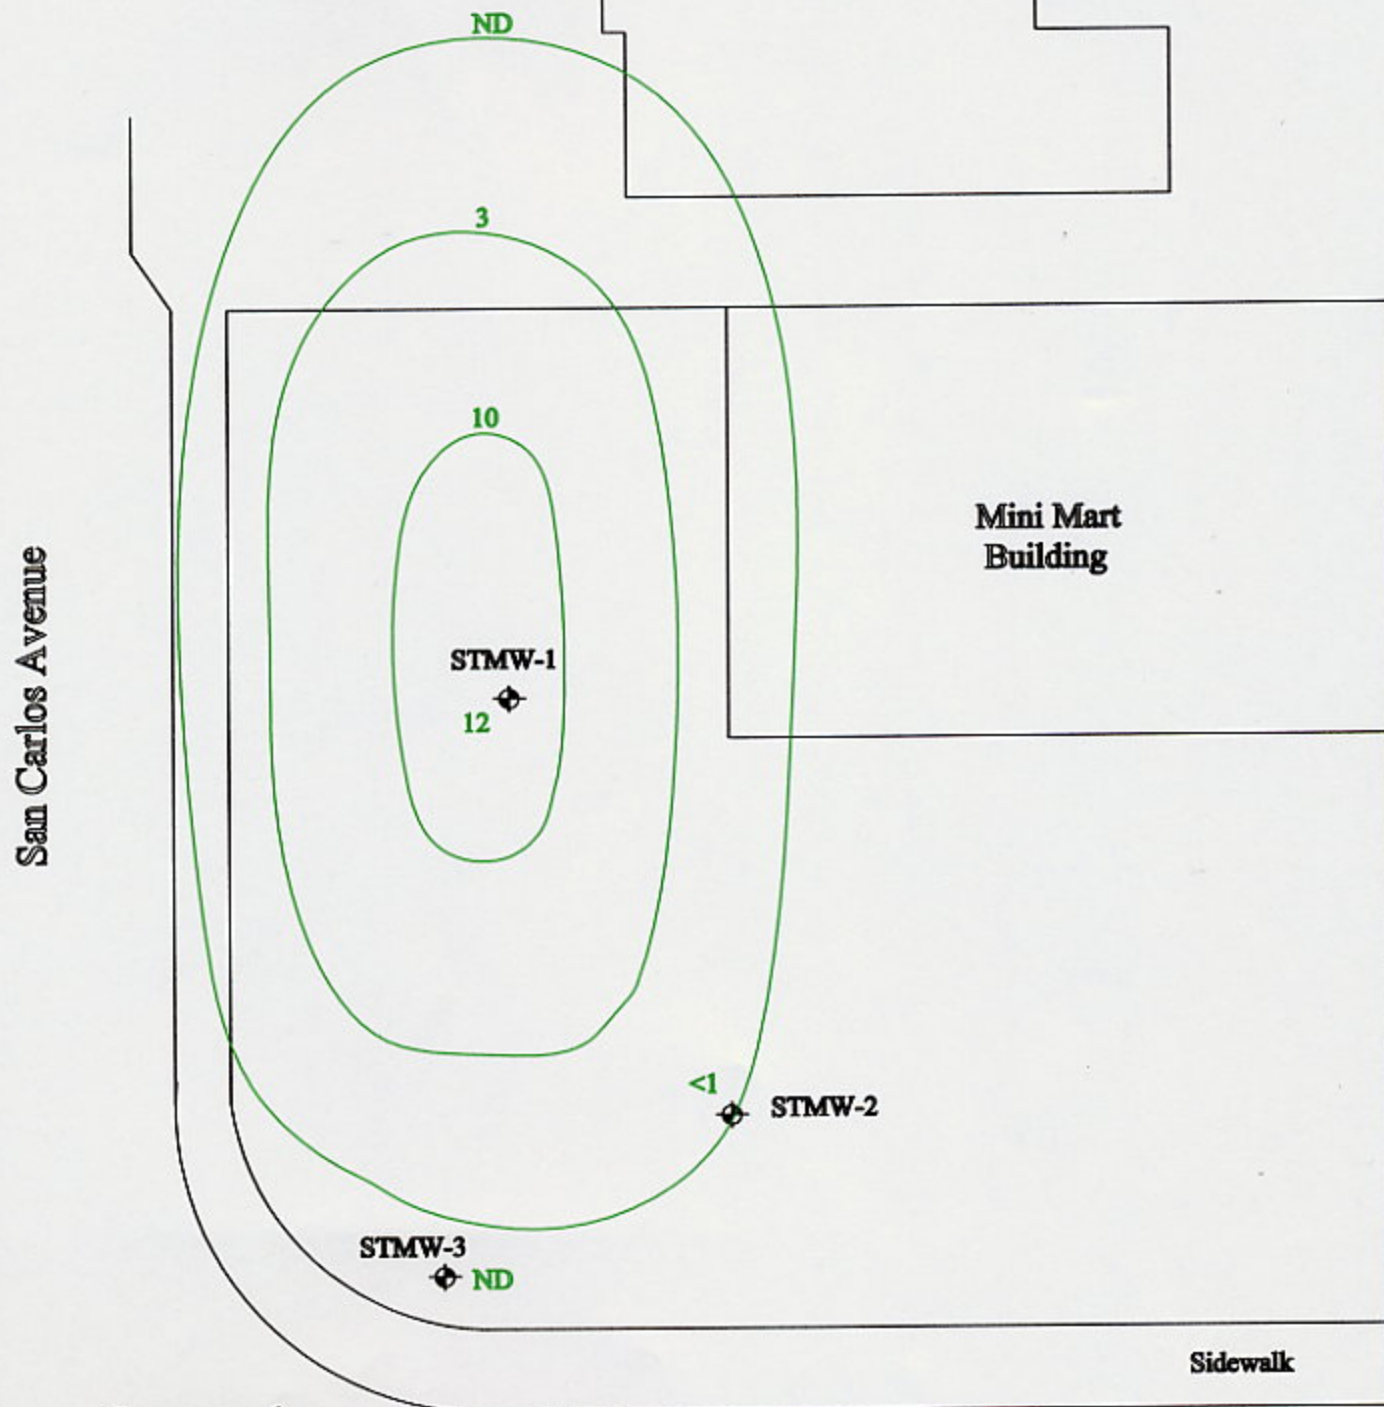 ND
3
10
Mini Mart
Building
San Carlos Avenue
STMW-1
12
<1
STMW-2
STMW-3
ND
Sidewalk